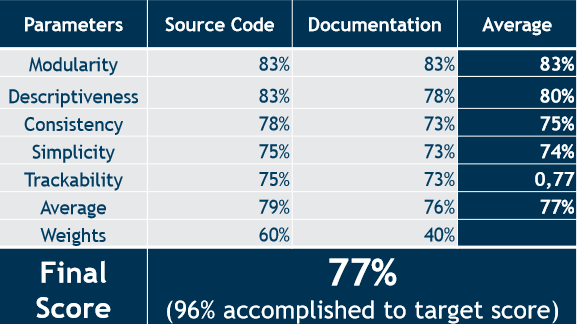 Parameters Source Code Documentation Average
Modularity 83% 83% 83%
Descriptiveness 83% 78% 80%
Consistency 78% 73% 75%
Simplicity 75% 73% 74%
Trackability 75% 73% 0,77
Average 79% 76% 77%
Weights 60% 40%
Final Score 77%
(96% accomplished to target score)